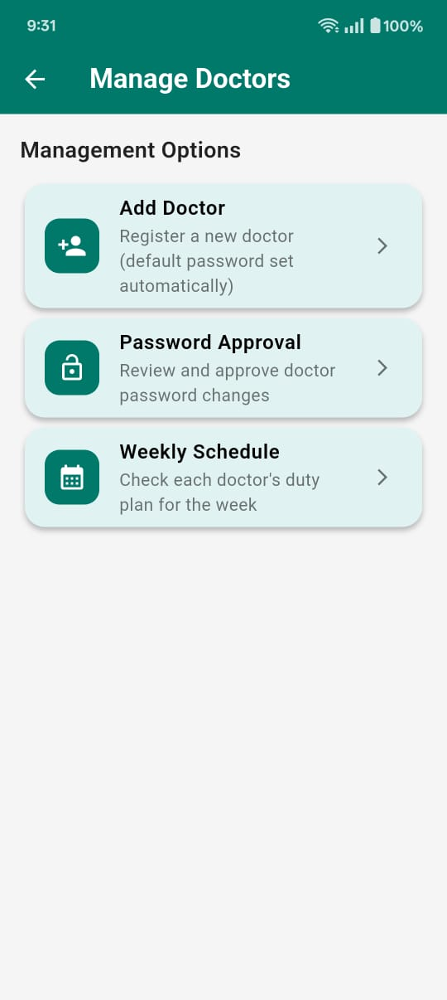 9:31
100%
Manage Doctors
Management Options
Add Doctor
Register a new doctor
(default password set
automatically)
Password Approval
Review and approve doctor
password changes
Weekly Schedule
Check each doctor's duty
plan for the week